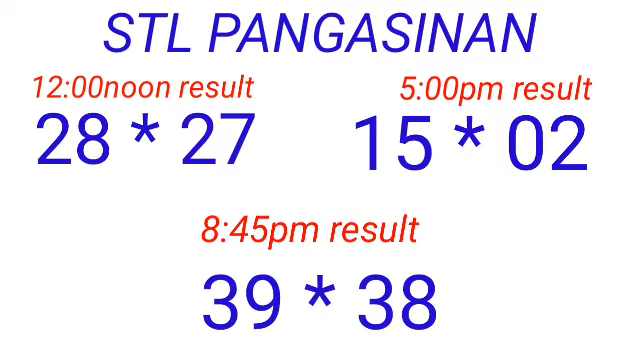 STL PANGASINAN
12:00noon result
28 * 27
5:00pm result
15 * 02
8:45pm result
39 * 38